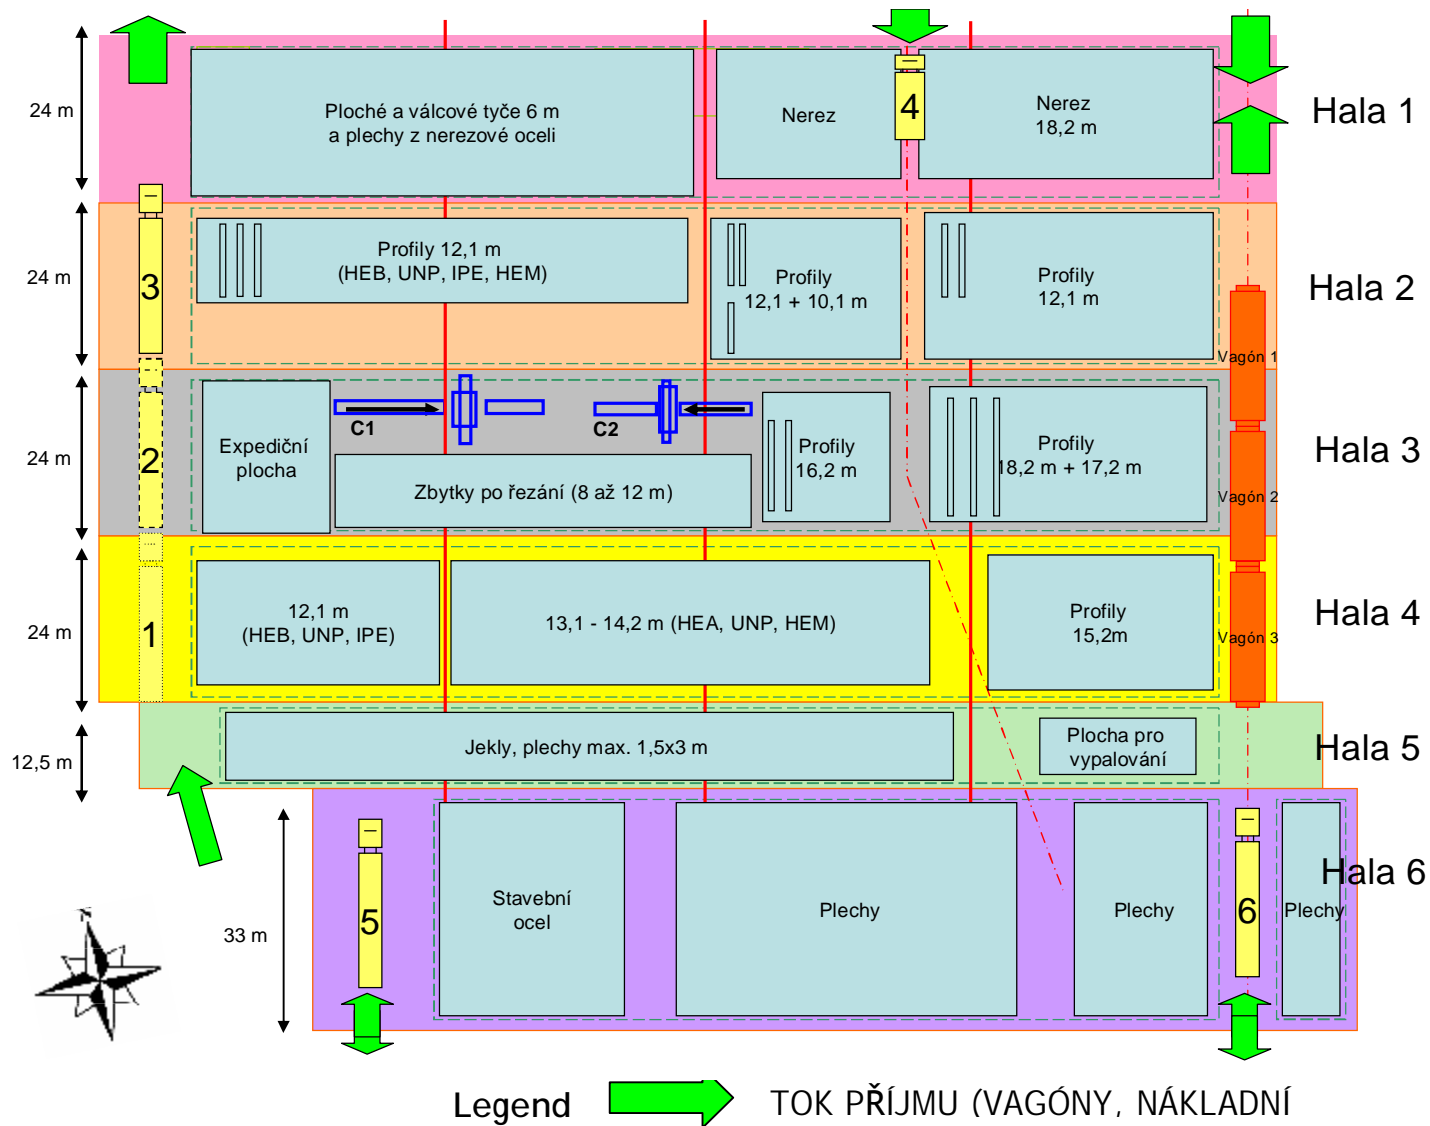 24 m
Ploché a válcové tyče 6 m
a plechy z nerezové oceli
Nerez
4
Nerez
18,2 m
Hala 1
24 m
3
Profily 12,1 m
(HEB, UNP, IPE, HEM)
Profily
12,1 + 10,1 m
Profily
12,1 m
Vagón 1
Hala 2
24 m
2
Expediční
plocha
C1
C2
Zbytky po řezání (8 až 12 m)
Profily
16,2 m
Profily
18,2 m + 17,2 m
Vagón 2
Hala 3
24 m
1
12,1 m
(HEB, UNP, IPE)
13,1 - 14,2 m (HEA, UNP, HEM)
Profily
15,2m
Vagón 3
Hala 4
12,5 m
Jekly, plechy max. 1,5x3 m
Plocha pro
vypalování
Hala 5
33 m
5
Stavební
ocel
Plechy
Plechy
6
Plechy
Hala 6
N
Legend
TOK PŘÍJMU (VAGÓNY, NÁKLADNÍ